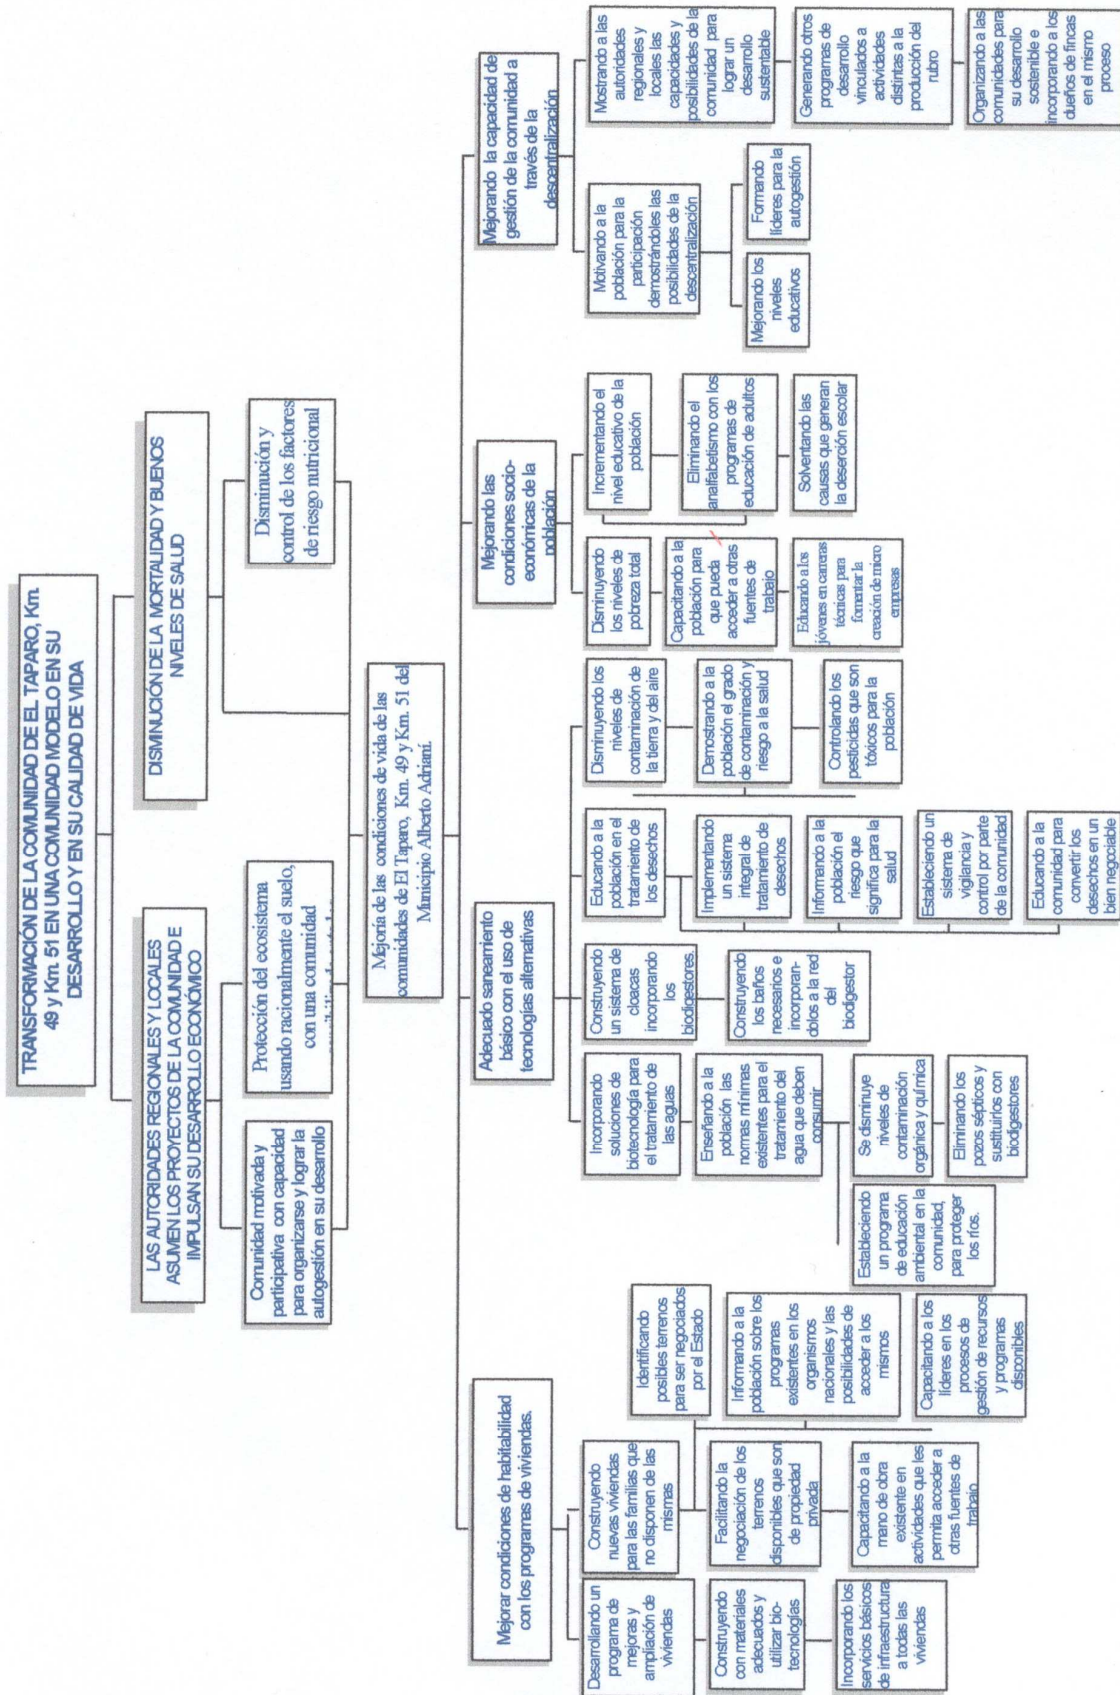 TRANSFORMACIÓN DE LA COMUNIDAD DE EL TAPARO, Km.
49 y Km. 51 EN UNA COMUNIDAD MODELO EN SU
DESARROLLO Y EN SU CALIDAD DE VIDA
LAS AUTORIDADES REGIONALES Y LOCALES
ASUMEN LOS PROYECTOS DE LA COMUNIDAD E
IMPULSAN SU DESARROLLO ECONÓMICO
DISMINUCIÓN DE LA MORTALIDAD Y BUENOS
NIVELES DE SALUD
Comunidad motivada y
participativa con capacidad
para organizarse y lograr la
autogestión en su desarrollo
Protección del ecosistema
usando racionalmente el suelo,
con una comunidad
Disminución y
control de los factores
de riesgo nutricional
Mejoría de las condiciones de vida de las
comunidades de El Taparo, Km. 49 y Km. 51 del
Municipio Alberto Adriani.
Mejorar condiciones de habitabilidad
con los programas de viviendas.
Adecuado saneamiento
básico con el uso de
tecnologías alternativas
Mejorando las
condiciones socio-
económicas de la
población
Mejorando la capacidad de
gestión de la comunidad a
través de la
descentralización
Desarrollando un
programa de
mejoras y
ampliación de
viviendas
Construyendo
con materiales
adecuados y
utilizar bio-
tecnologías
Incorporando los
servicios básicos
de infraestructura
a todas las
viviendas
Construyendo
nuevas viviendas
para las familias que
no disponen de las
mismas
Facilitando la
negociación de los
terrenos
disponibles que son
de propiedad
privada
Capacitando a la
mano de obra
existente en
actividades que les
permita acceder a
otras fuentes de
trabajo
Identificando
posibles terrenos
para ser negociados
por el Estado
Informando a la
población sobre los
programas
existentes en los
organismos
nacionales y las
posibilidades de
acceder a los
mismos
Capacitando a los
líderes en los
procesos de
gestión de recursos
y programas
disponibles
Incorporando
soluciones de
biotecnología para
el tratamiento de
las aguas
Enseñando a la
población las
normas mínimas
existentes para el
tratamiento del
agua que deben
consumir
Estableciendo
un programa
de educación
ambiental en la
comunidad,
para proteger
los ríos.
Se disminuye
niveles de
contaminación
orgánica y química
Eliminando los
pozos sépticos y
sustituirlos con
biodigestores
Construyendo
un sistema de
cloacas
incorporando
los
biodigestores.
Construyendo
los baños
necesarios e
incorporan-
dolos a la red
del
biodigestor
Educando a la
población en el
tratamiento de
los desechos
Implementando
un sistema
integral de
tratamiento de
desechos
Informando a la
población el
riesgo que
significa para la
salud
Estableciendo un
sistema de
vigilancia y
control por parte
de la comunidad
Educando a la
comunidad para
convertir los
desechos en un
bien negociable
Disminuyendo los
niveles de
contaminación de
la tierra y del aire
Demostrando a la
población el grado
de contaminación y
riesgo a la salud
Controlando los
pesticidas que son
tóxicos para la
población
Disminuyendo
los niveles de
pobreza total
Capacitando a la
población para
que pueda
acceder a otras
fuentes de
trabajo
Educando a los
jóvenes en carreras
técnicas para
fomentar la
creación de micro
empresas
Incrementando el
nivel educativo de la
población
Eliminando el
analfabetismo con los
programas de
educación de adultos
Solventando las
causas que generan
la deserción escolar
Motivando a la
población para la
participación
demostrándoles las
posibilidades de la
descentralización
Mejorando los
niveles
educativos
Formando
líderes para la
autogestión
Mostrando a las
autoridades
regionales y
locales las
capacidades y
posibilidades de la
comunidad para
lograr un
desarrollo
sustentable
Generando otros
programas de
desarrollo
vinculados a
actividades
distintas a la
producción del
rubro
Organizando a las
comunidades para
su desarrollo
sostenible e
incorporando a los
dueños de fincas
en el mismo
proceso